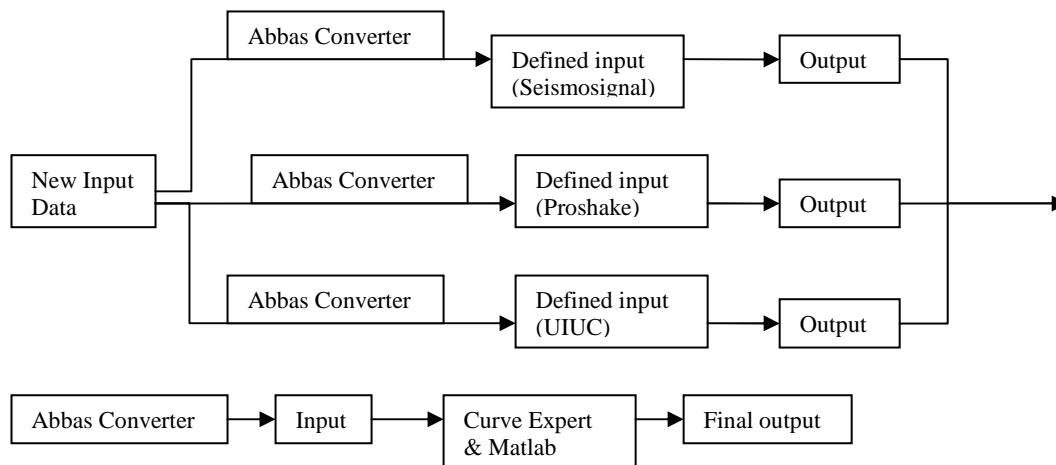 Abbas Converter
Defined input
(Seismosignal)
Output
New Input
Data
Abbas Converter
Defined input
(Proshake)
Output
Abbas Converter
Defined input
(UIUC)
Output
Abbas Converter
Input
Curve Expert
& Matlab
Final output